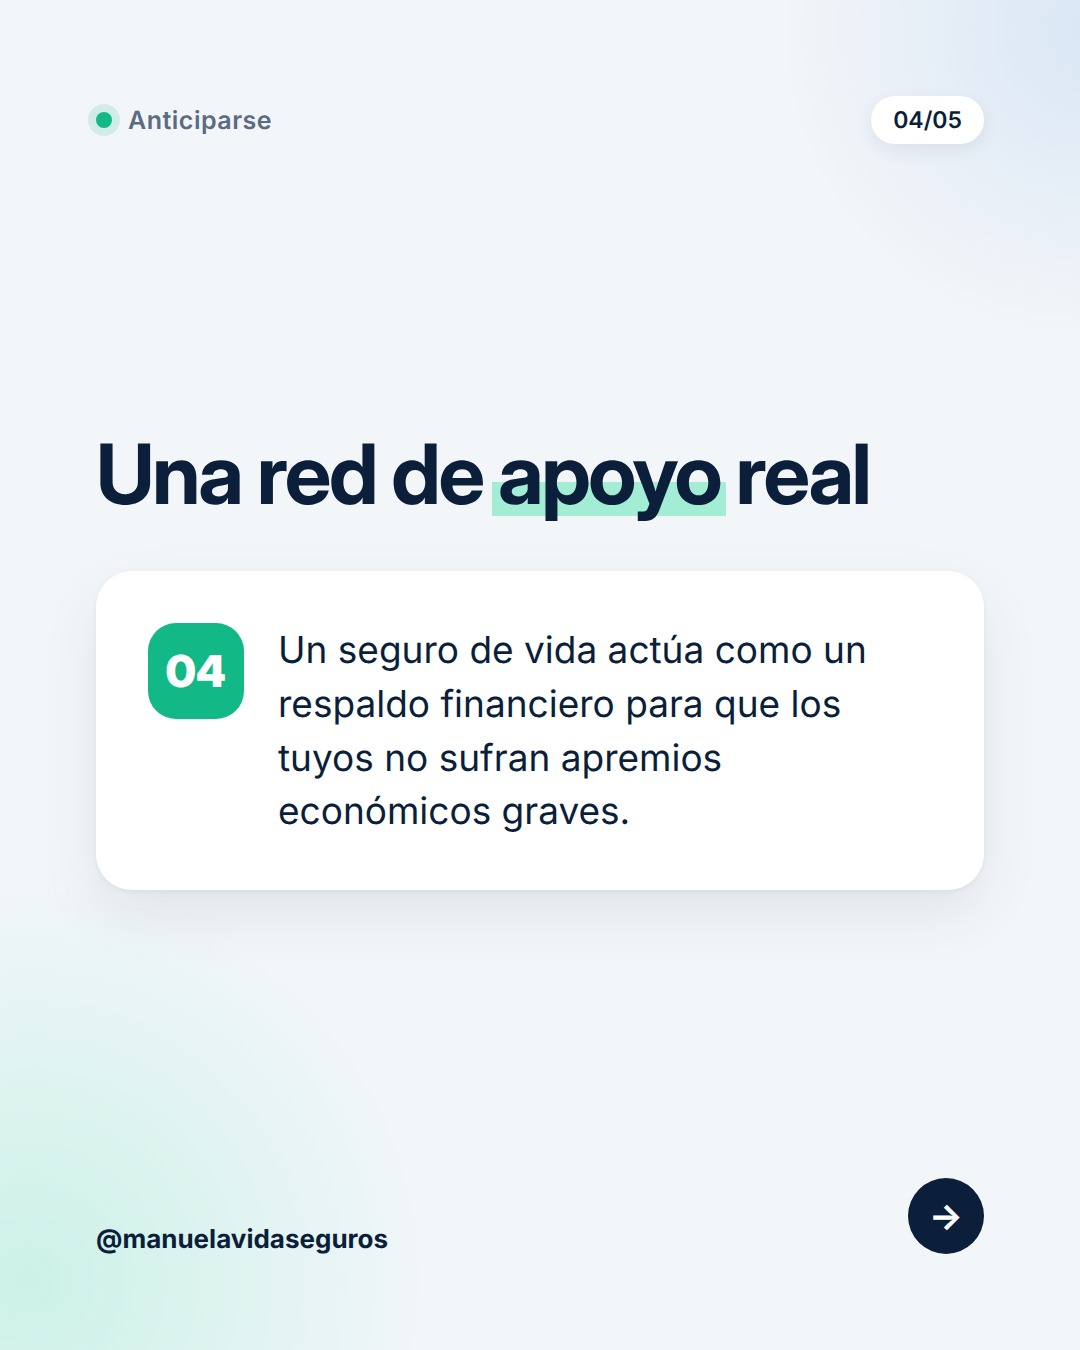 Anticiparse
04/05
Una red de apoyo real
04
Un seguro de vida actúa como un
respaldo financiero para que los
tuyos no sufran apremios
económicos graves.
@manuelavidaseguros
→